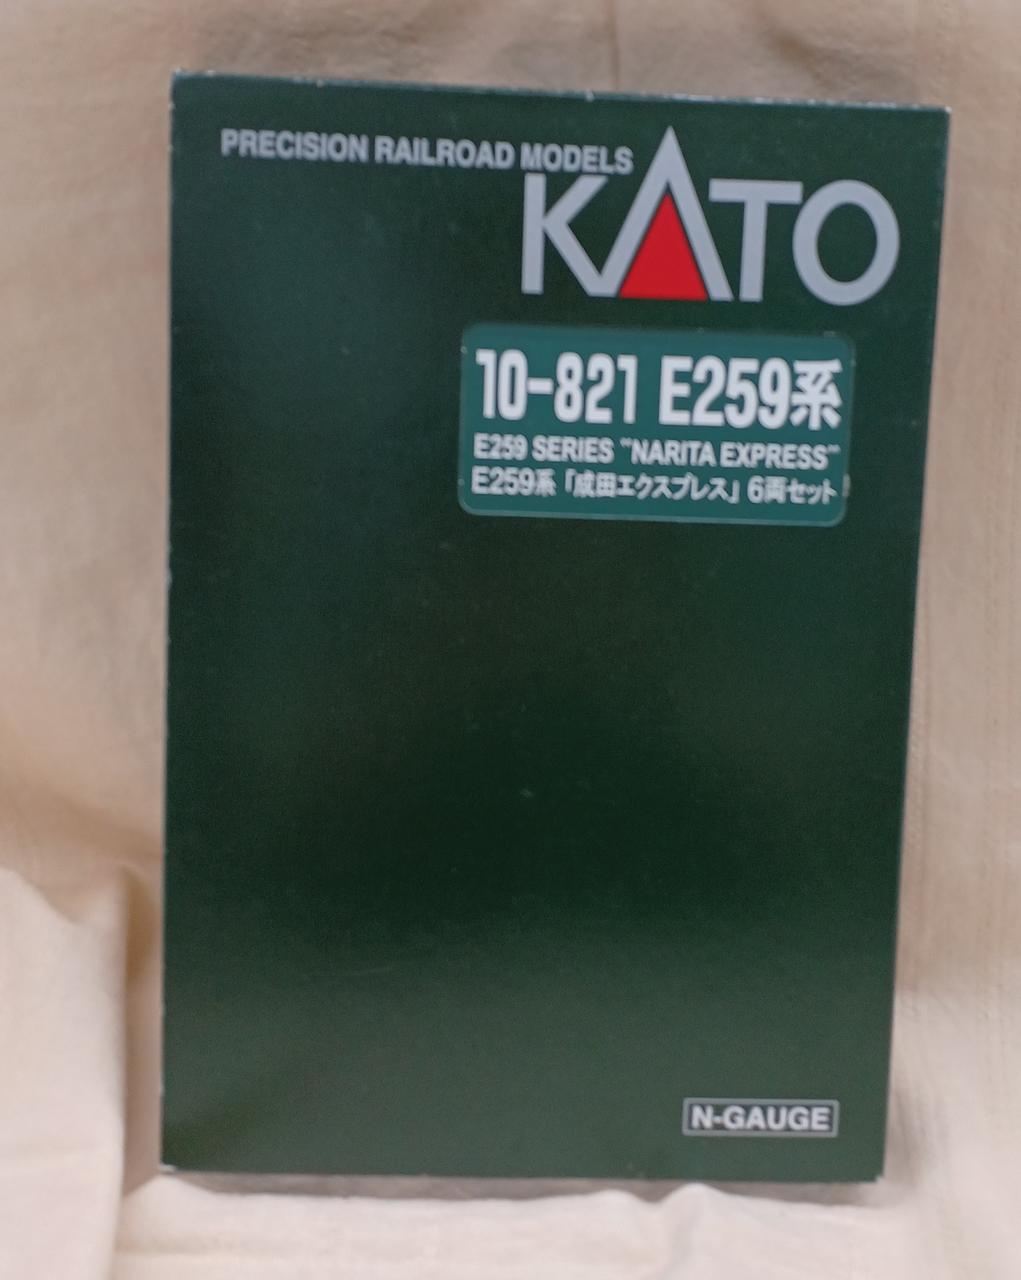 PRECISION RAILROAD MODELS
KATO
10-821 E259系
E259 SERIES "NARITA EXPRESS"
E259系「成田エクスプレス」6両セット
N-GAUGE